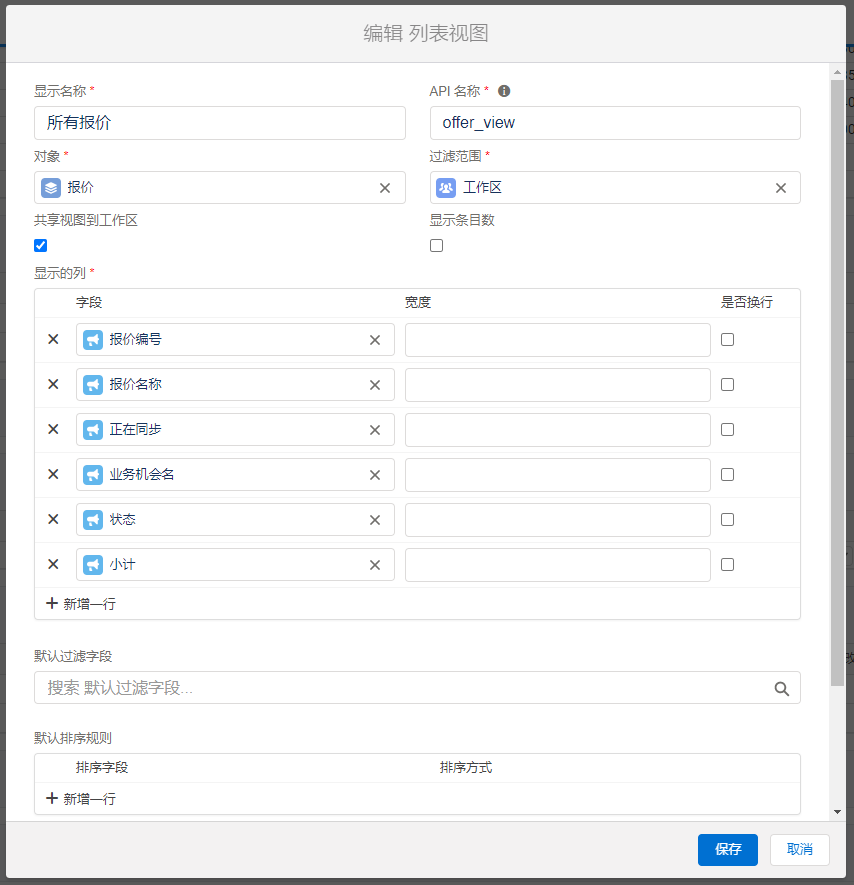 编辑 列表视图
显示名称 *
API 名称 *
所有报价
offer_view
对象 *
过滤范围 *
报价
工作区
共享视图到工作区
显示条目数
显示的列 *
字段 宽度 是否换行
报价编号
报价名称
正在同步
业务机会名
状态
小计
新增一行
默认过滤字段
搜索 默认过滤字段...
默认排序规则
排序字段 排序方式
新增一行
保存 取消